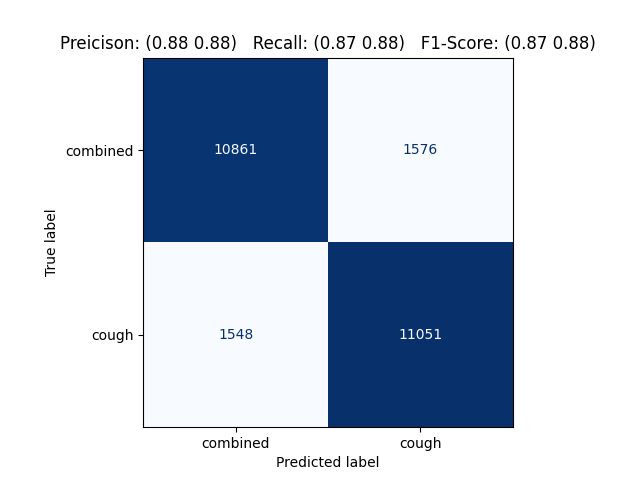 Preicison: (0.88 0.88) Recall: (0.87 0.88) F1-Score: (0.87 0.88)
combined
10861
1576
True label
cough
1548
11051
combined
cough
Predicted label